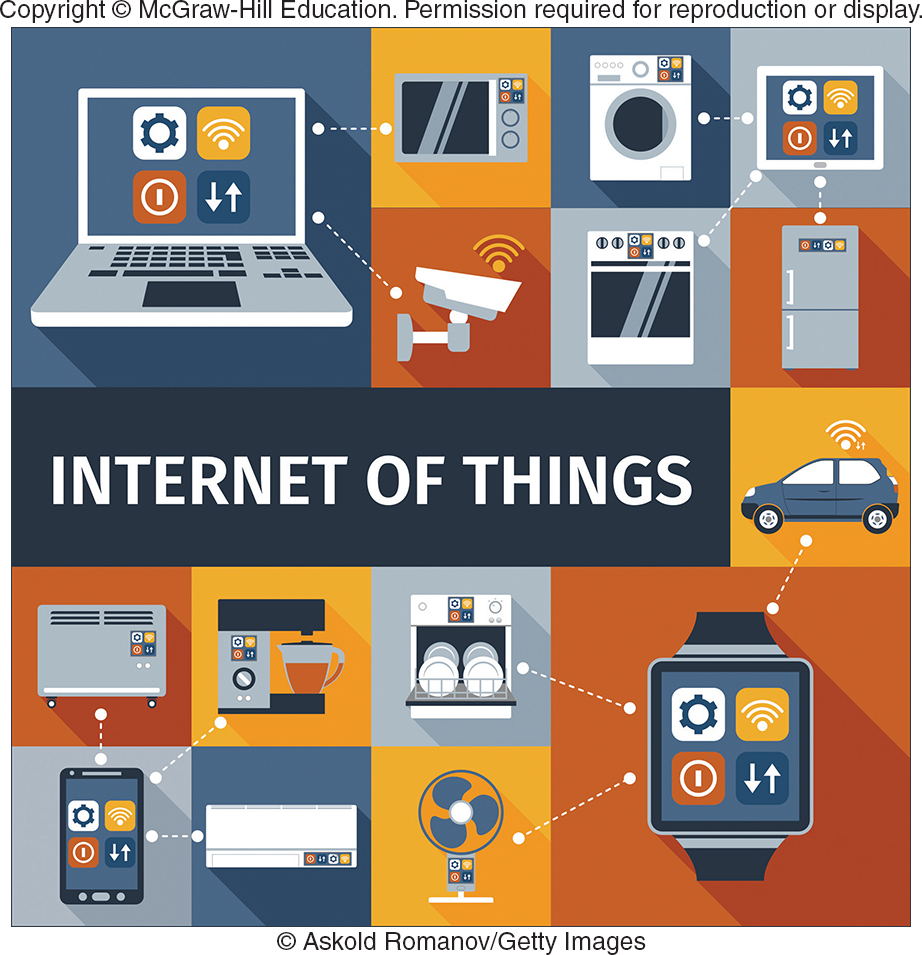 Copyright © McGraw-Hill Education. Permission required for reproduction or display.
INTERNET OF THINGS
© Askold Romanov/Getty Images